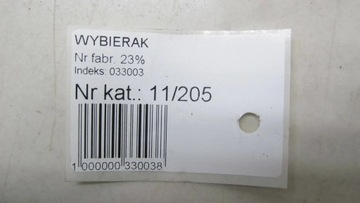 WYBIERAK
Nr fabr. 23%
Indeks: 033003
Nr kat.: 11/205
1 000000 330038